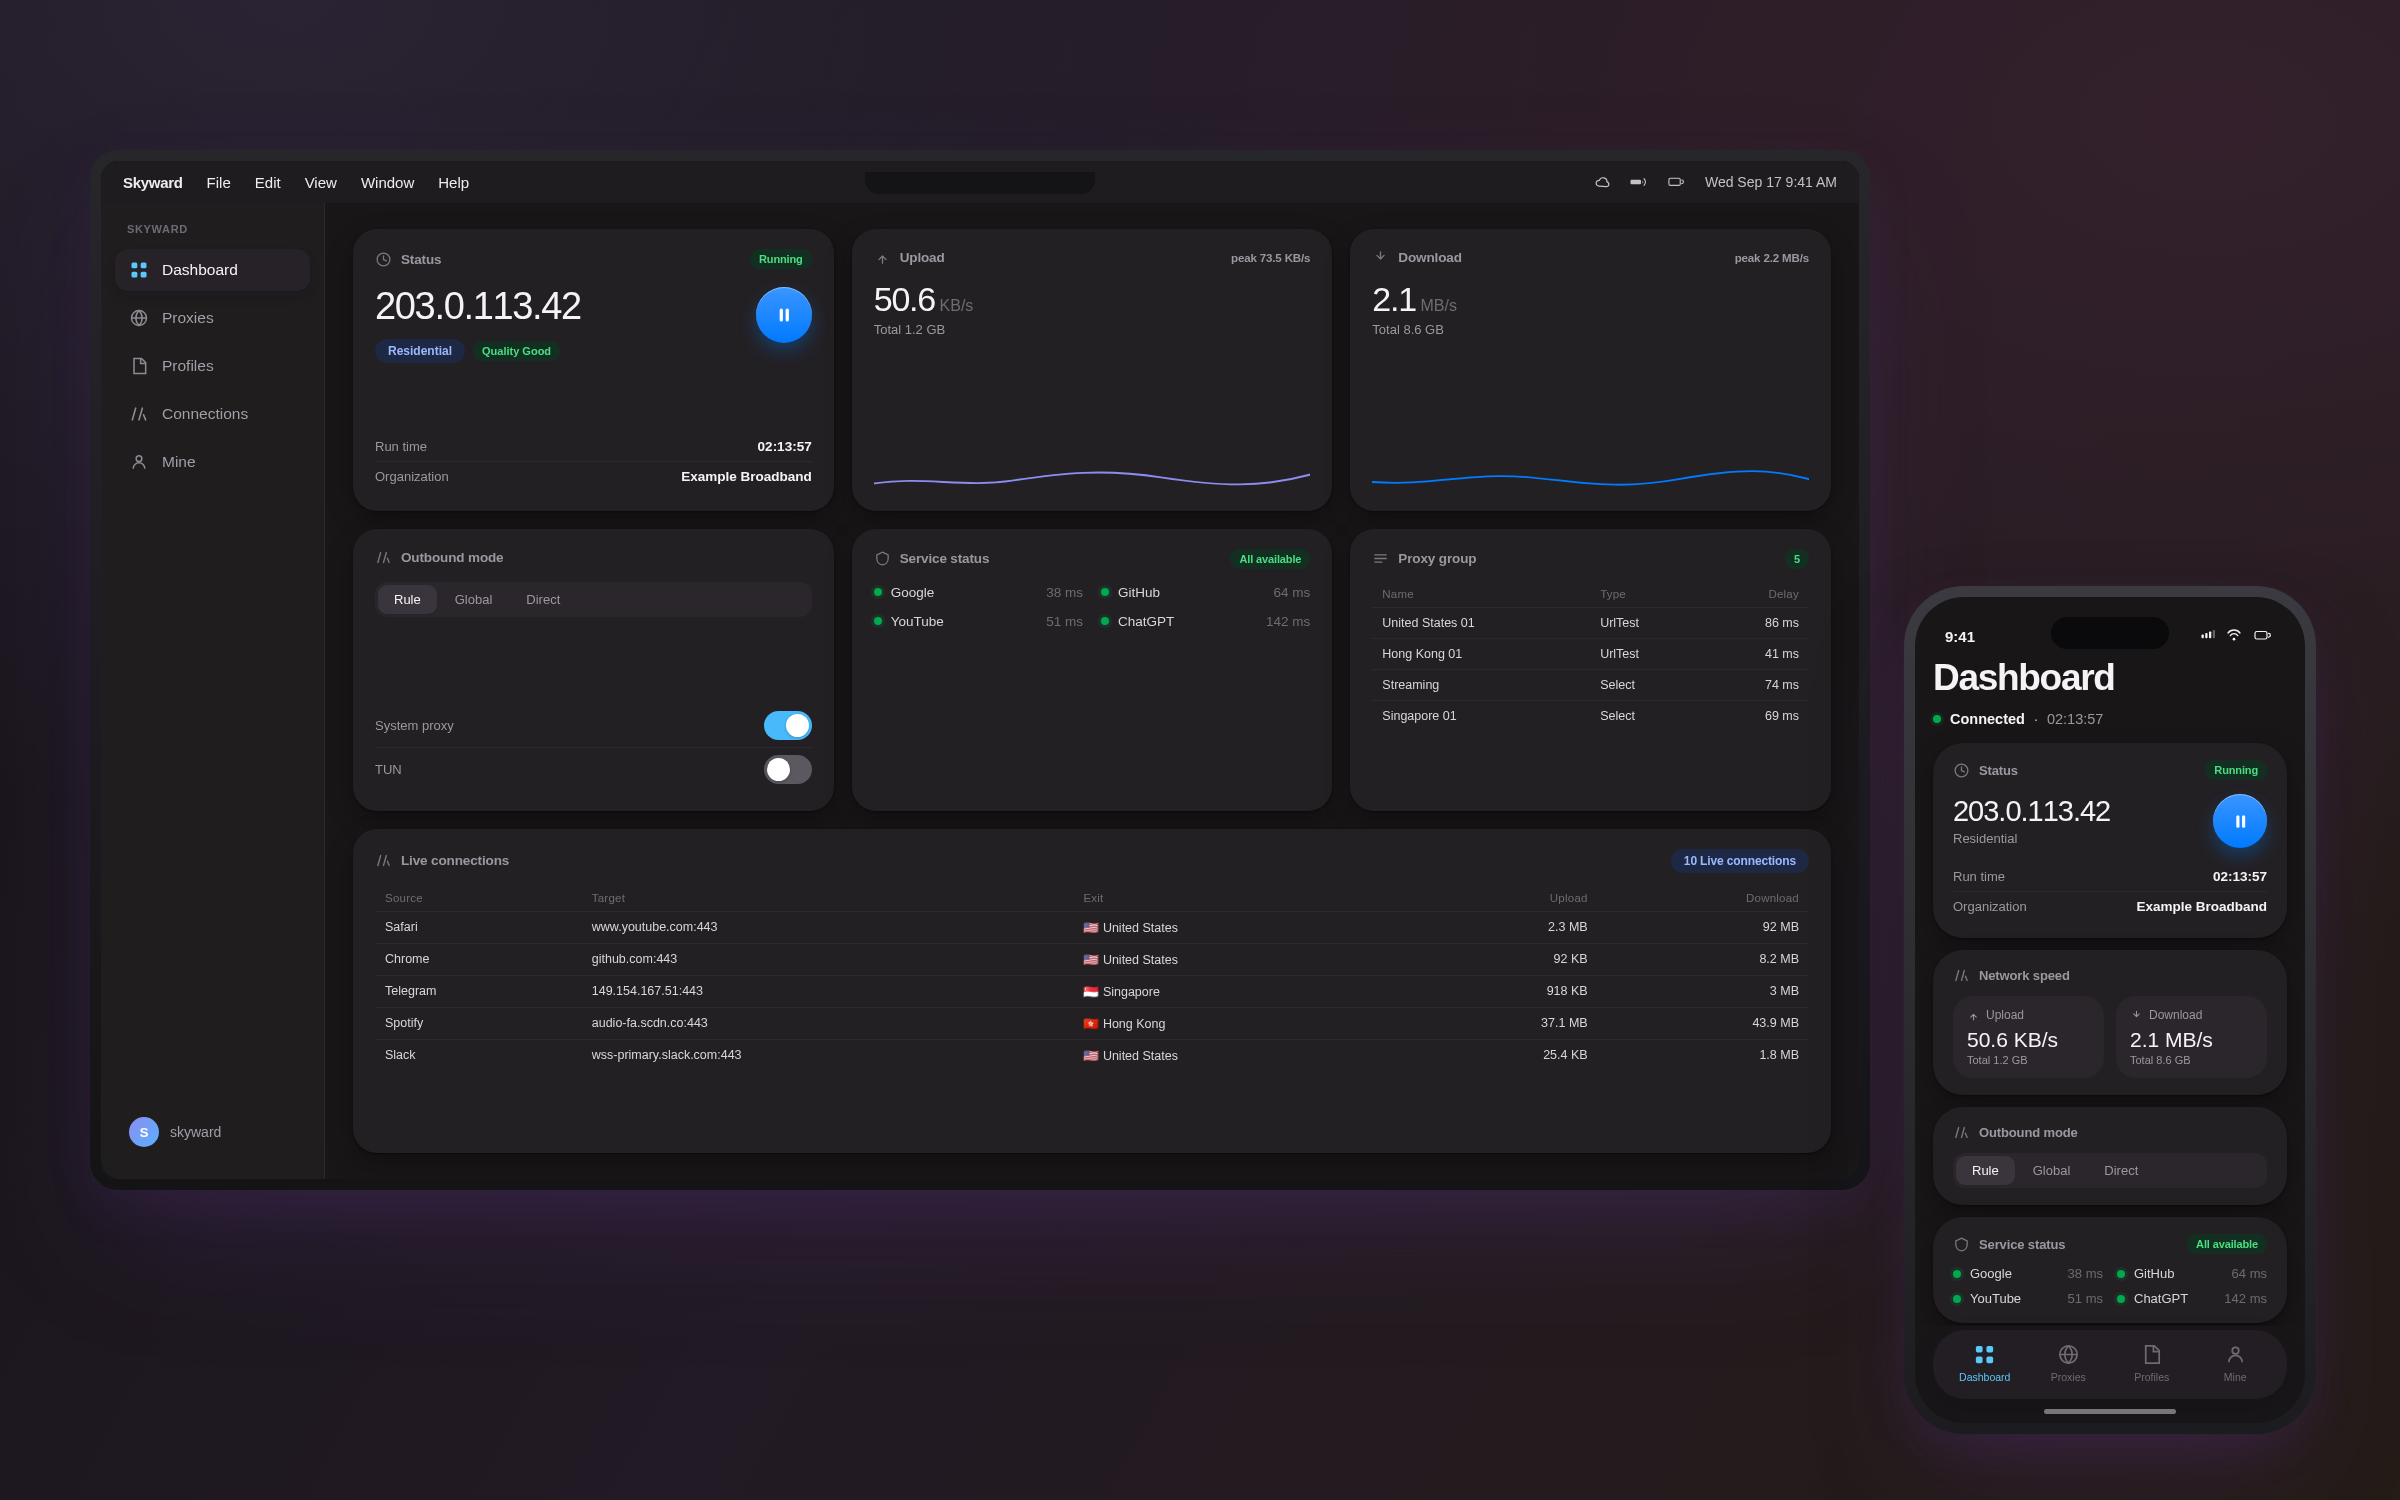 Skyward File Edit View Window Help
Wed Sep 17 9:41 AM
SKYWARD
Dashboard
Proxies
Profiles
Connections
Mine
S skyward
Status Running
203.0.113.42
Residential Quality Good
Run time 02:13:57
Organization Example Broadband
Upload peak 73.5 KB/s
50.6 KB/s
Total 1.2 GB
Download peak 2.2 MB/s
2.1 MB/s
Total 8.6 GB
Outbound mode
Rule Global Direct
System proxy
TUN
Service status All available
Google 38 ms GitHub 64 ms
YouTube 51 ms ChatGPT 142 ms
Proxy group 5
Name Type Delay
United States 01 UrlTest 86 ms
Hong Kong 01 UrlTest 41 ms
Streaming Select 74 ms
Singapore 01 Select 69 ms
Live connections 10 Live connections
Source Target Exit Upload Download
Safari www.youtube.com:443 🇺🇸 United States 2.3 MB 92 MB
Chrome github.com:443 🇺🇸 United States 92 KB 8.2 MB
Telegram 149.154.167.51:443 🇸🇬 Singapore 918 KB 3 MB
Spotify audio-fa.scdn.co:443 🇭🇰 Hong Kong 37.1 MB 43.9 MB
Slack wss-primary.slack.com:443 🇺🇸 United States 25.4 KB 1.8 MB
9:41
Dashboard
Connected · 02:13:57
Status Running
203.0.113.42
Residential
Run time 02:13:57
Organization Example Broadband
Network speed
Upload Download
50.6 KB/s 2.1 MB/s
Total 1.2 GB Total 8.6 GB
Outbound mode
Rule Global Direct
Service status All available
Google 38 ms GitHub 64 ms
YouTube 51 ms ChatGPT 142 ms
Dashboard Proxies Profiles Mine